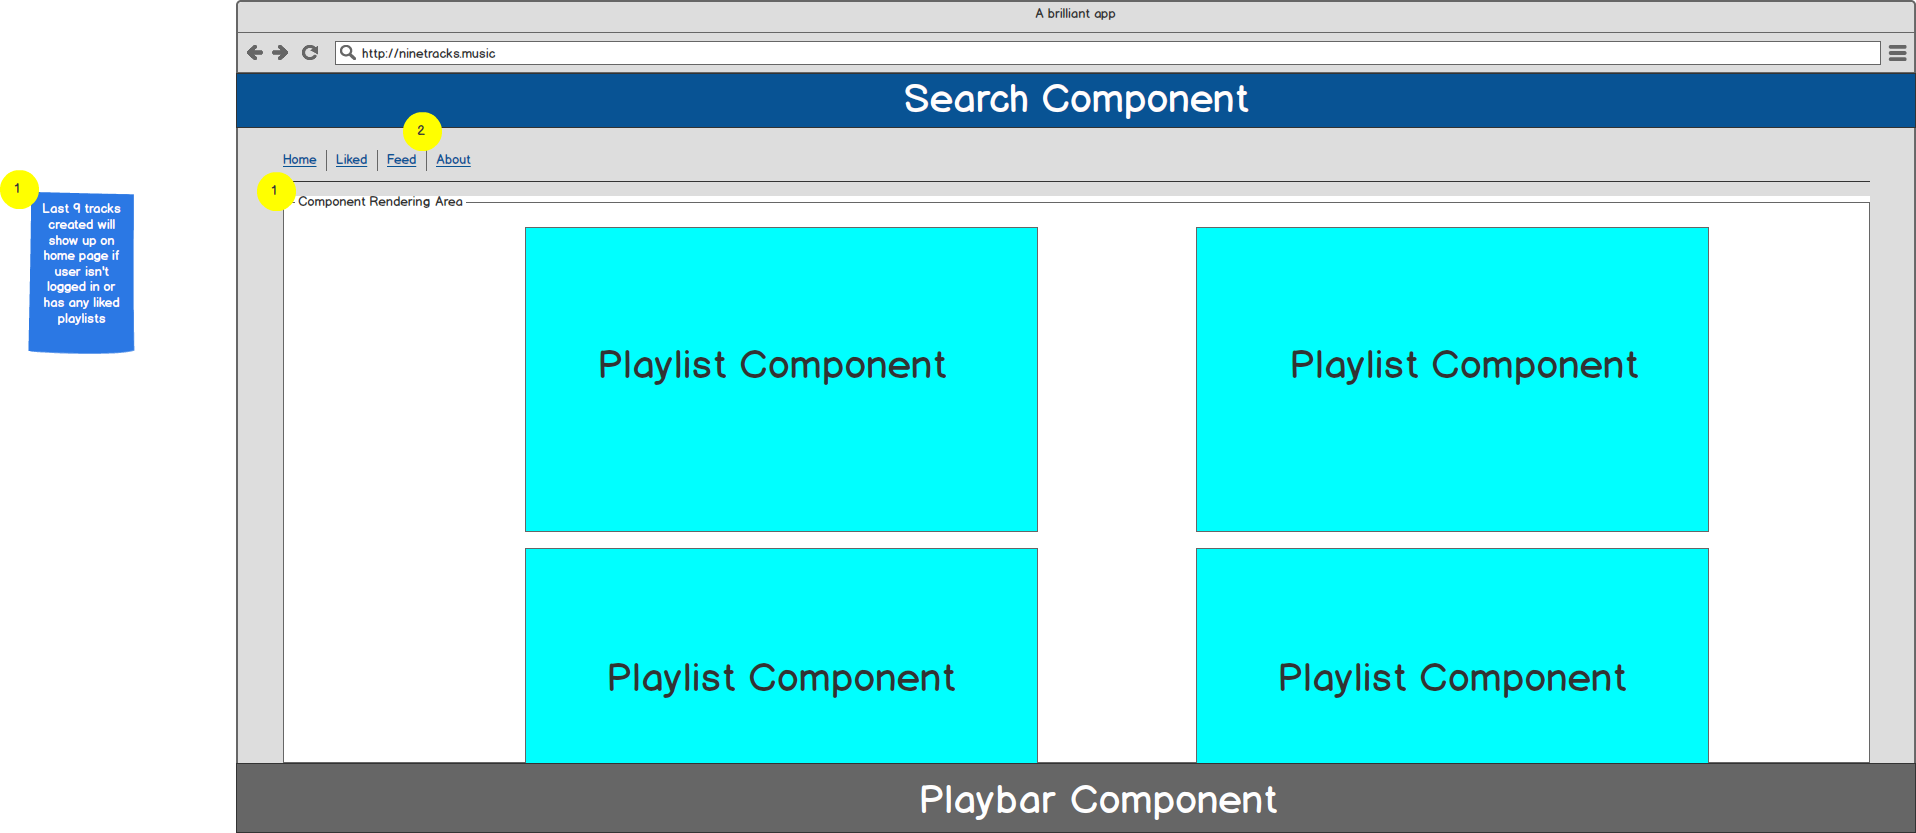 A brilliant app
http://ninetracks.music
Search Component
2
Home Liked Feed About
1
1
Last 9 tracks
created will
show up on
home page if
user isn't
logged in or
has any liked
playlists
Component Rendering Area
Playlist Component
Playlist Component
Playlist Component
Playlist Component
Playbar Component